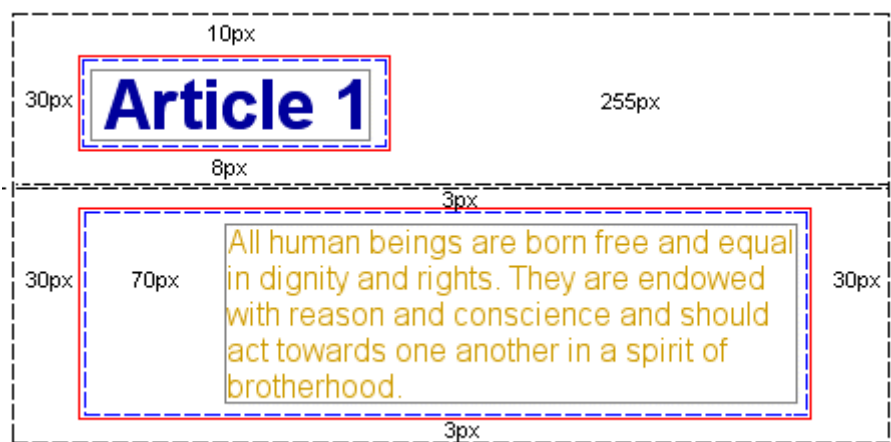 10px
30px Article 1 255px
8px
3px
All human beings are born free and equal
30px 70px in dignity and rights. They are endowed 30px
with reason and conscience and should
act towards one another in a spirit of
brotherhood.
3px